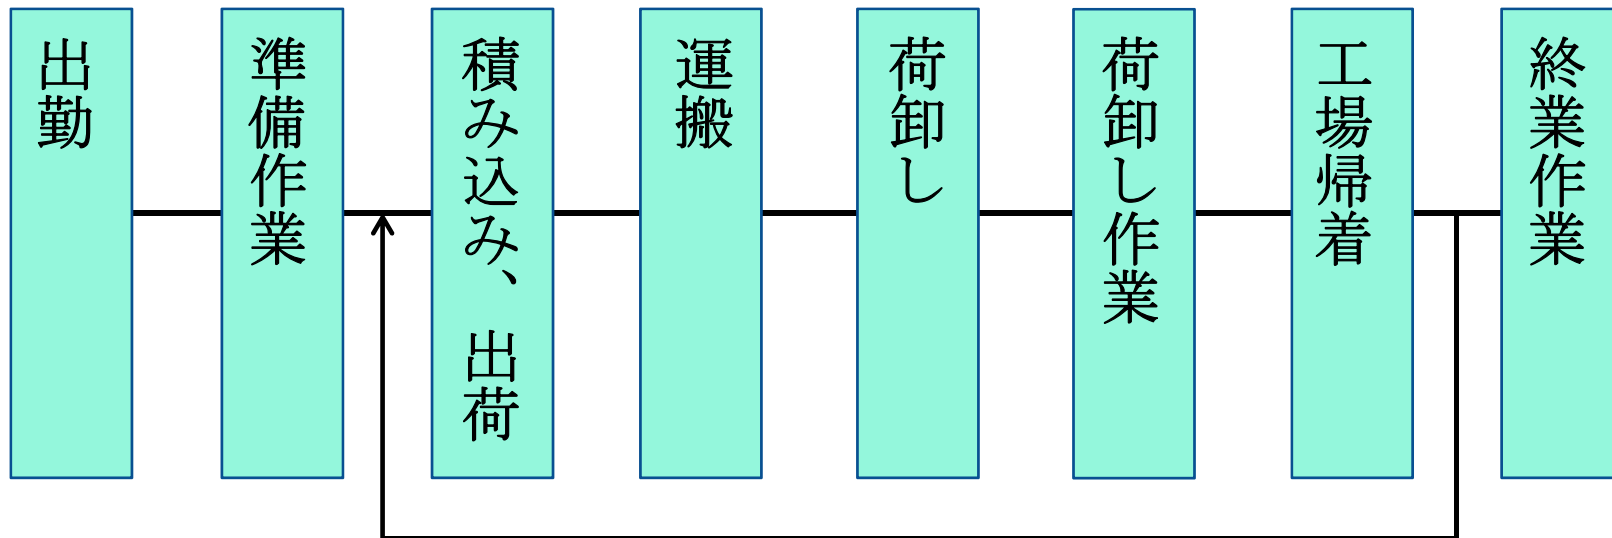 出勤
準備作業
積み込み、出荷
運搬
荷卸し
荷卸し作業
工場帰着
終業作業